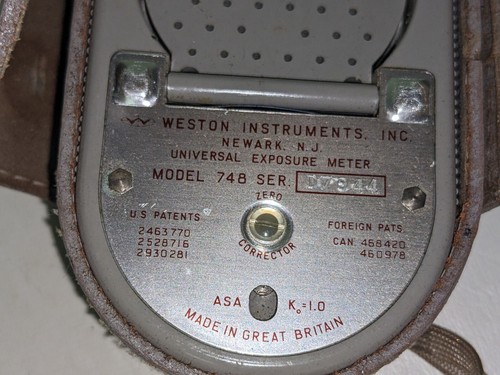 WESTON INSTRUMENTS, INC.
NEWARK, N.J.
UNIVERSAL EXPOSURE METER
MODEL 748 SER.
ZERO
CORRECTOR
U.S PATENTS
2463770
2528716
2930281
FOREIGN PATS.
CAN. 468420
460978
ASA K₀=1.0
MADE IN GREAT BRITAIN